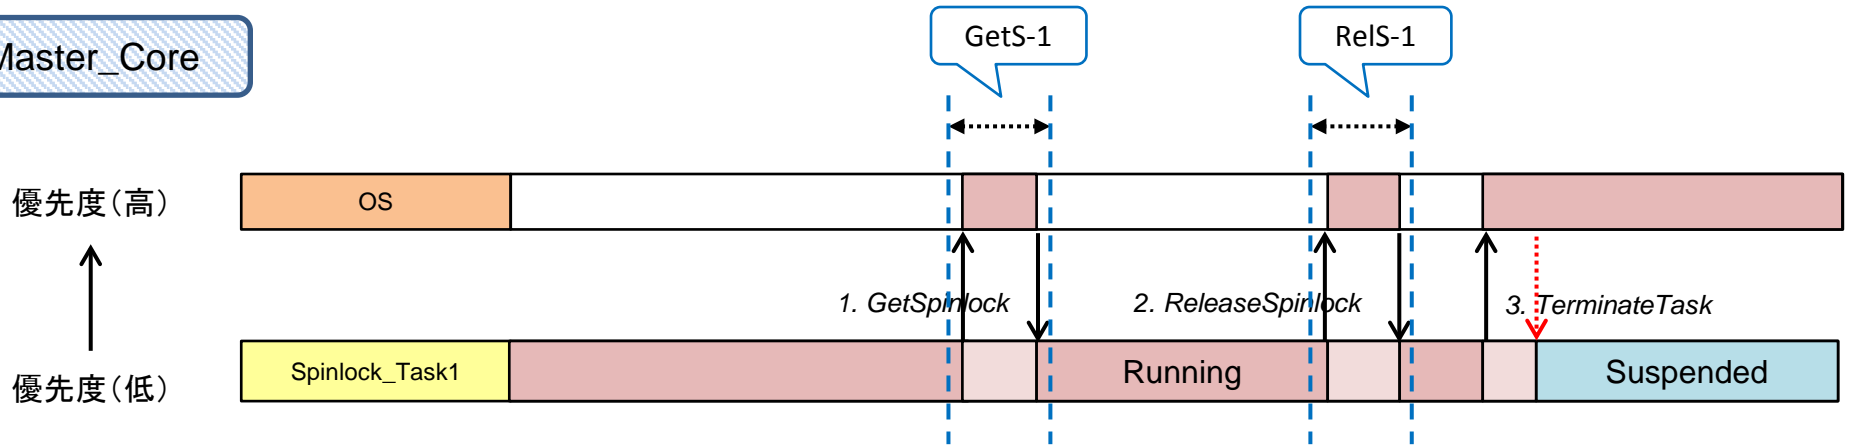 GetS-1
RelS-1
Master_Core
優先度(高)
OS
1. GetSpinlock
2. ReleaseSpinlock
3. TerminateTask
優先度(低)
Spinlock_Task1
Running
Suspended